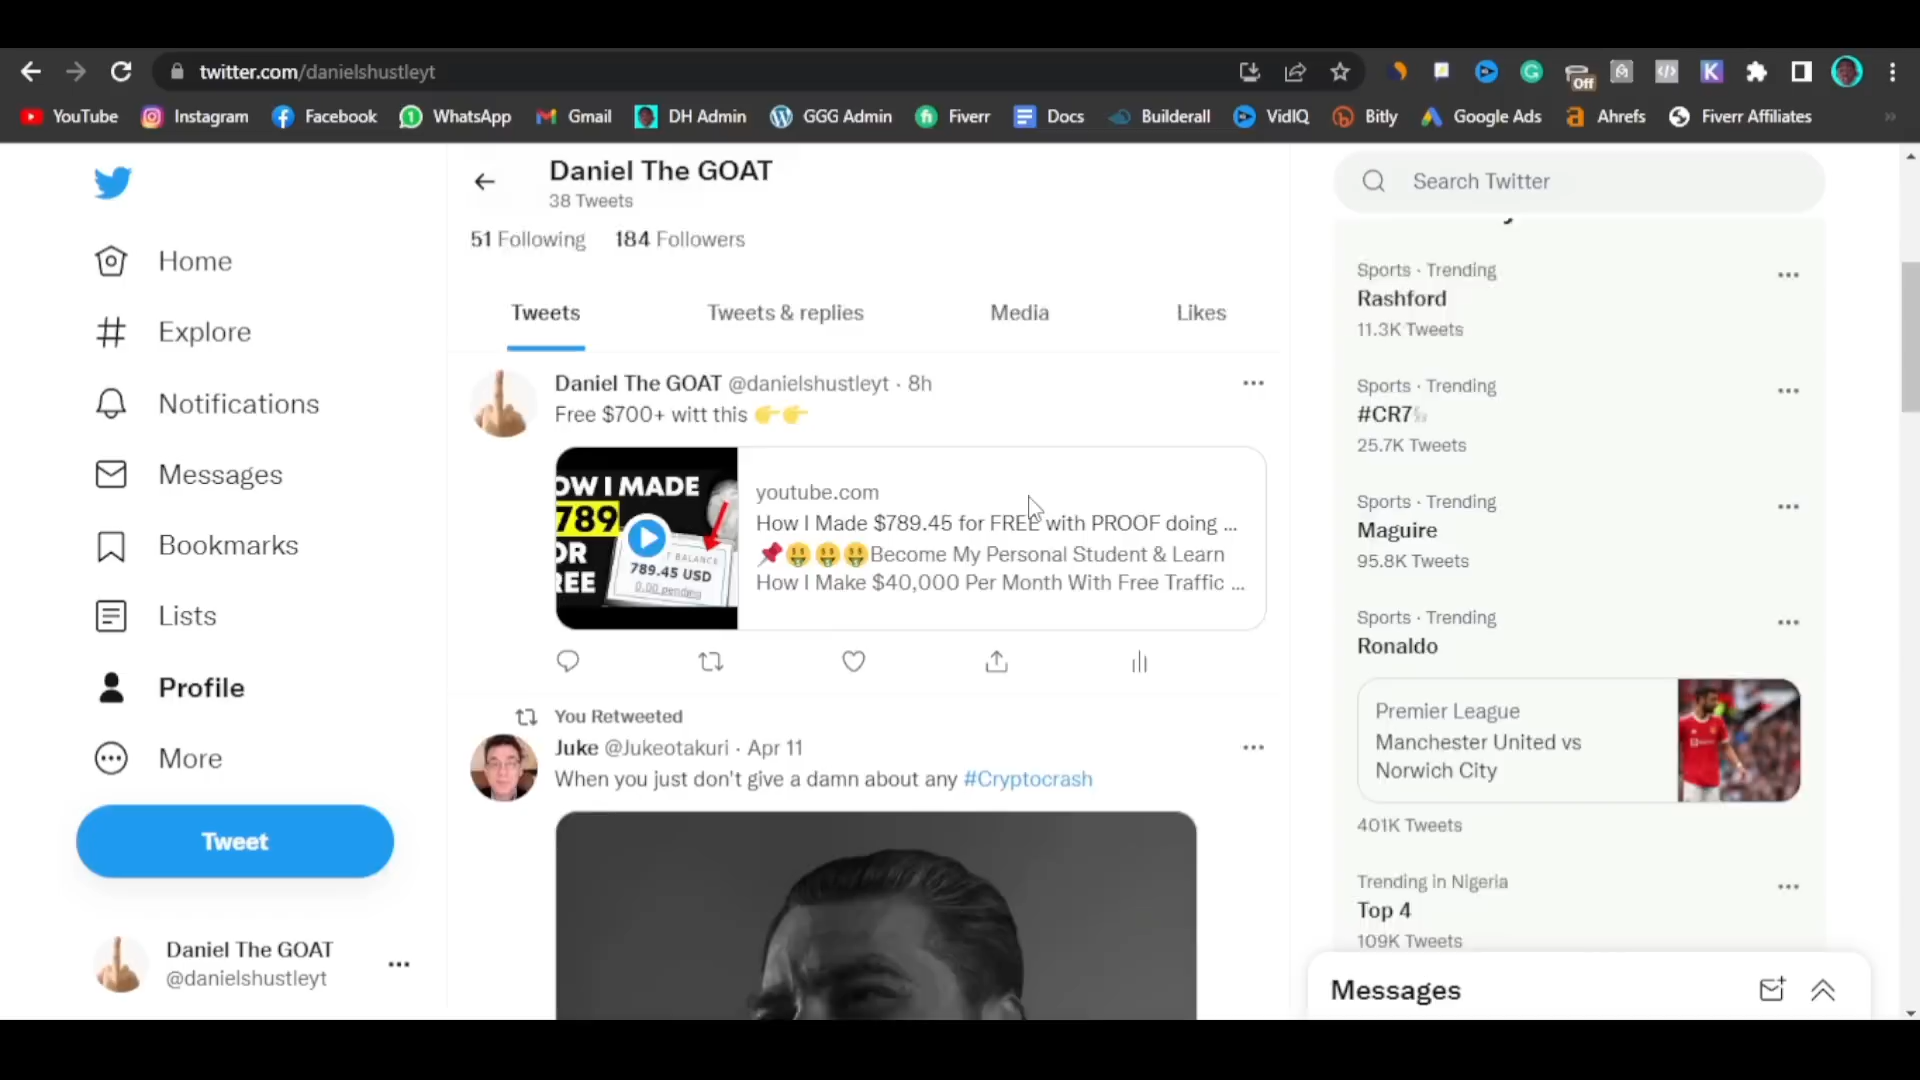 twitter.com/danielshustleyt
Off
YouTube
Instagram
Facebook
WhatsApp
Gmail
DH Admin
GGG Admin
Fiverr
Docs
Builderall
VidIQ
Bitly
Google Ads
Ahrefs
Fiverr Affiliates
Home
Explore
Notifications
Messages
Bookmarks
Lists
Profile
More
Tweet
Daniel The GOAT
@danielshustleyt
Daniel The GOAT
38 Tweets
51 Following 184 Followers
Tweets Tweets & replies Media Likes
Daniel The GOAT @danielshustleyt · 8h
Free $700+ witt this 👉👉
OW I MADE
789
OR
REE
BALANCE
789.45 USD
0.00 pending
youtube.com
How I Made $789.45 for FREE with PROOF doing ...
📌🤑🤑🤑Become My Personal Student & Learn
How I Make $40,000 Per Month With Free Traffic ...
You Retweeted
Juke @Jukeotakuri · Apr 11
When you just don't give a damn about any #Cryptocrash
Search Twitter
Sports · Trending
Rashford
11.3K Tweets
Sports · Trending
#CR7
25.7K Tweets
Sports · Trending
Maguire
95.8K Tweets
Sports · Trending
Ronaldo
Premier League
Manchester United vs
Norwich City
401K Tweets
Trending in Nigeria
Top 4
109K Tweets
Messages